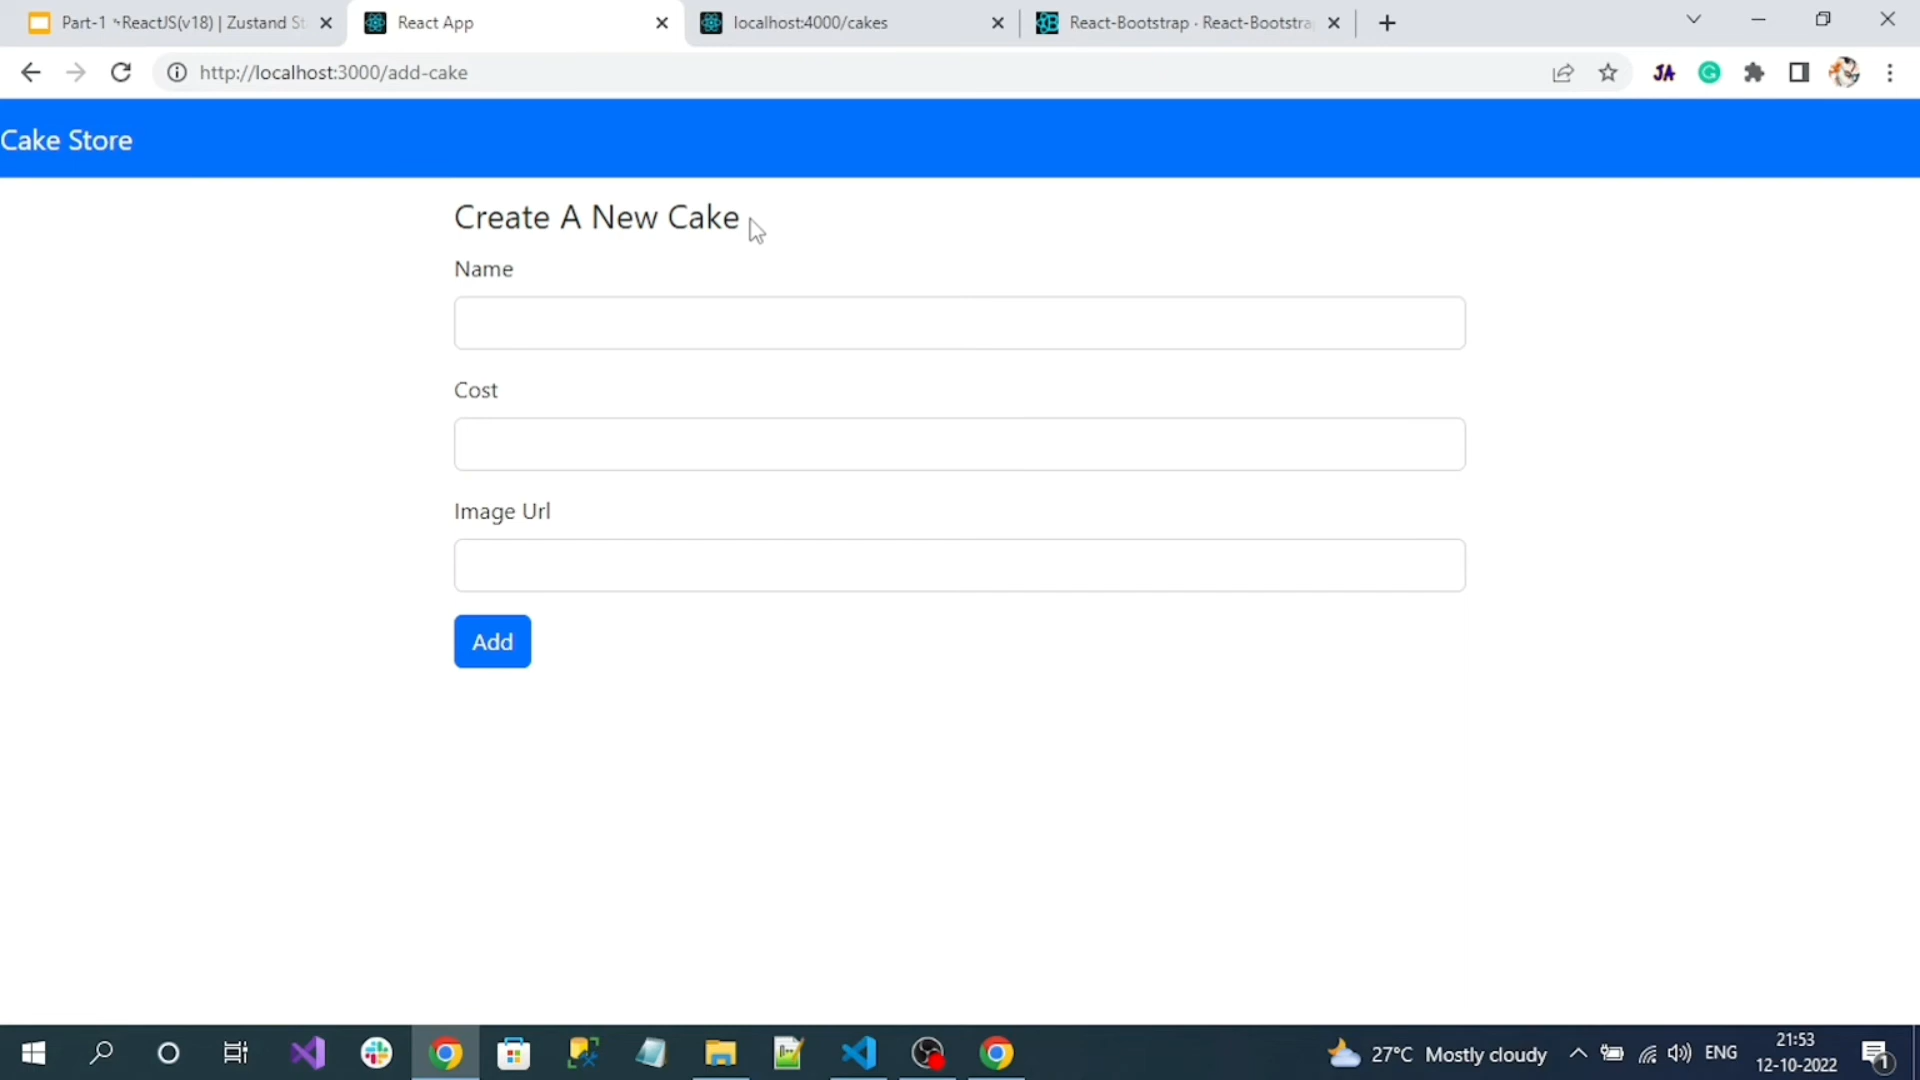 Part-1 ReactJS(v18) | Zustand St
React App
localhost:4000/cakes
React-Bootstrap · React-Bootstra
http://localhost:3000/add-cake
JA
Cake Store
Create A New Cake
Name
Cost
Image Url
Add
27°C Mostly cloudy
ENG
21:53
12-10-2022
1